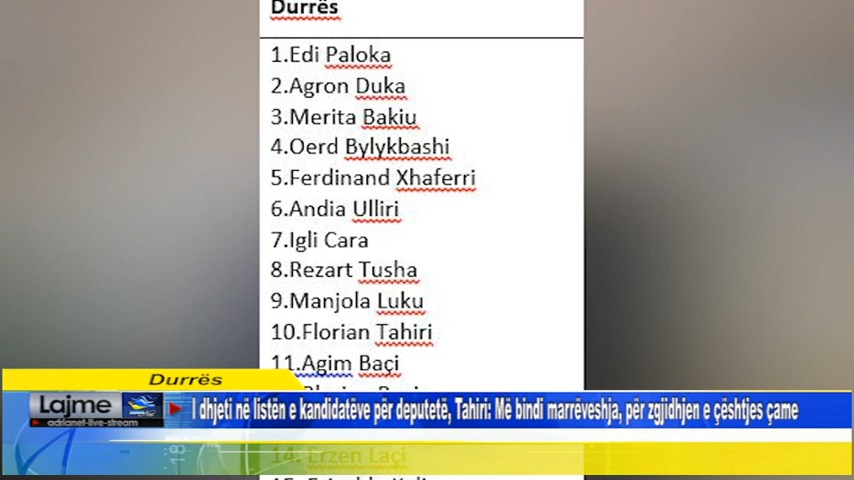 Durrës
1.Edi Paloka
2.Agron Duka
3.Merita Bakiu
4.Oerd Bylykbashi
5.Ferdinand Xhaferri
6.Andia Ulliri
7.Igli Cara
8.Rezart Tusha
9.Manjola Luku
10.Florian Tahiri
11.Agim Baçi
Durrës
Lajme
I dhjeti në listën e kandidatëve për deputetë, Tahiri: Më bindi marrëveshja, për zgjidhjen e çështjes çame
adrianet-live-stream
14. Erzen Laçi